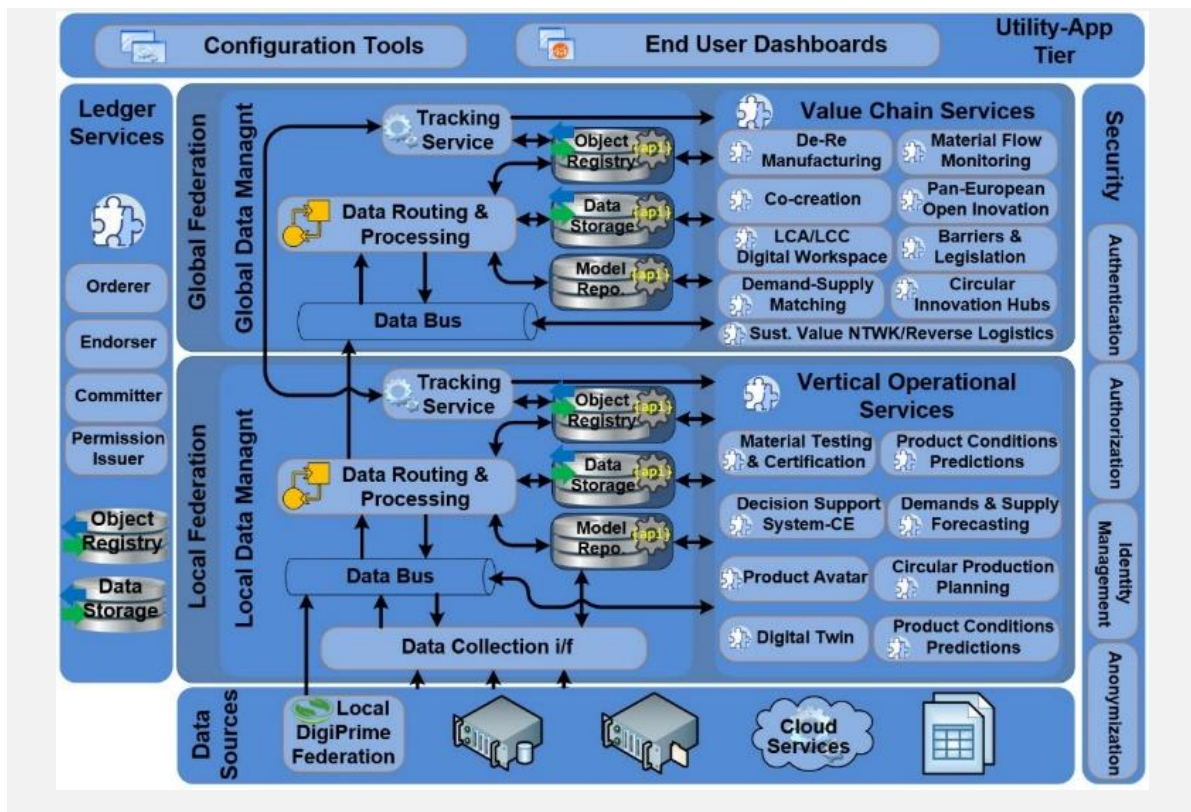 Configuration Tools
End User Dashboards
Utility-App
Tier
Ledger
Services
Orderer
Endorser
Committer
Permission
Issuer
Object
Registry
Data
Storage
Global Federation
Global Data Managnt
Tracking
Service
Object
Registry
{api}
Data Routing &
Processing
Data
Storage
{api}
Model
Repo.
{api}
Data Bus
Value Chain Services
De-Re
Manufacturing
Material Flow
Monitoring
Co-creation
Pan-European
Open Inovation
LCA/LCC
Digital Workspace
Barriers &
Legislation
Demand-Supply
Matching
Circular
Innovation Hubs
Sust. Value NTWK/Reverse Logistics
Local Federation
Local Data Managnt
Tracking
Service
Object
Registry
{api}
Data Routing &
Processing
Data
Storage
{api}
Model
Repo.
{api}
Data Bus
Data Collection i/f
Vertical Operational
Services
Material Testing
& Certification
Product Conditions
Predictions
Decision Support
System-CE
Demands & Supply
Forecasting
Product Avatar
Circular Production
Planning
Digital Twin
Product Conditions
Predictions
Security
Authentication
Authorization
Identity
Management
Anonymization
Data
Sources
Local
DigiPrime
Federation
Cloud
Services